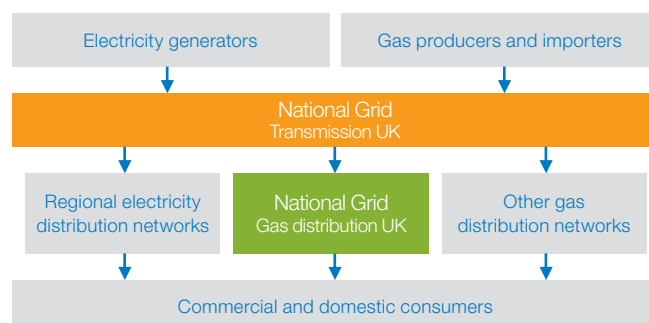 Electricity generators
Gas producers and importers
National Grid
Transmission UK
Regional electricity
distribution networks
National Grid
Gas distribution UK
Other gas
distribution networks
Commercial and domestic consumers